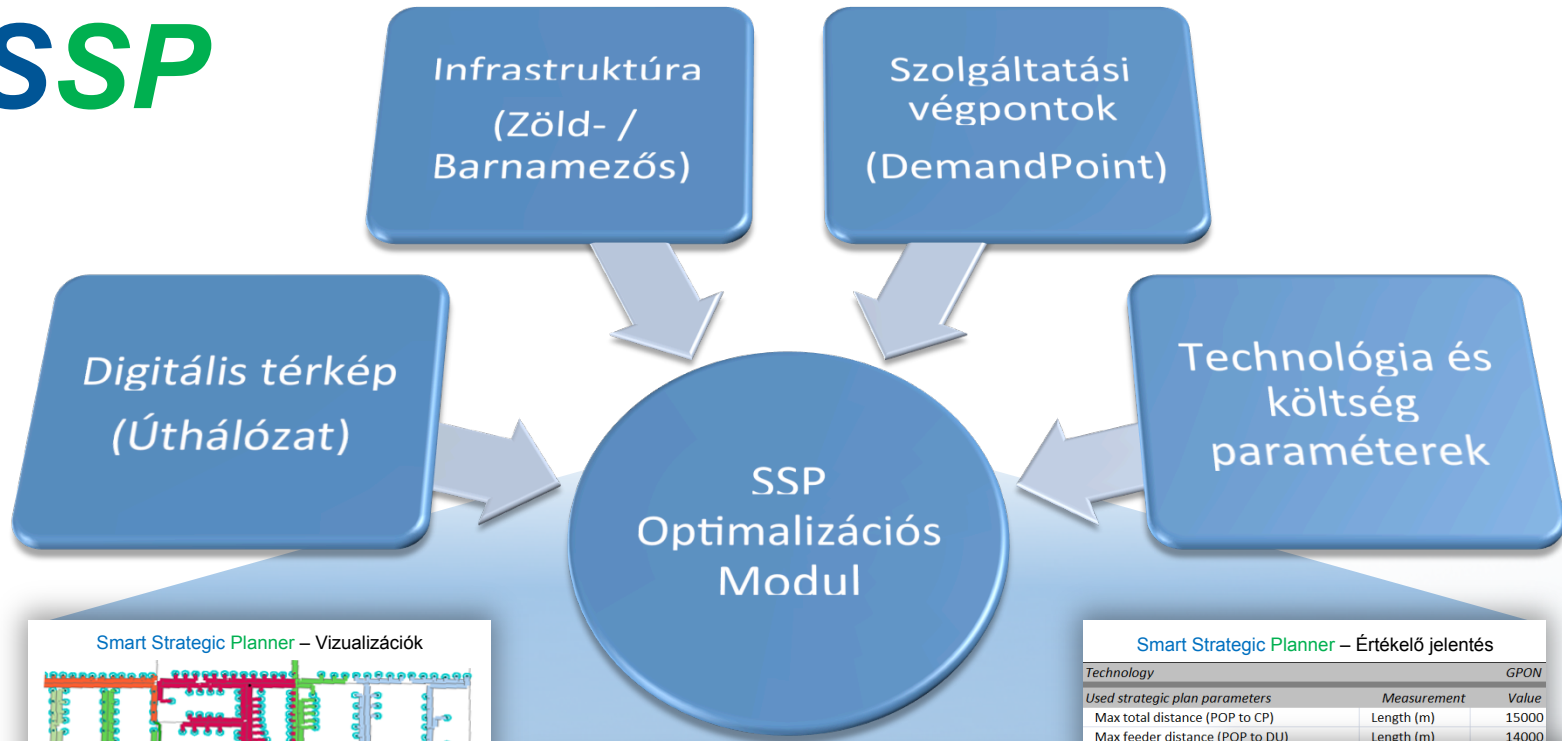 SSP
Infrastruktúra
(Zöld- /
Barnamezős)
Szolgáltatási
végpontok
(DemandPoint)
Digitális térkép
(Úthálózat)
Technológia és
költség
paraméterek
SSP
Optimalizációs
Modul
Smart Strategic Planner – Vizualizációk
Smart Strategic Planner – Értékelő jelentés
Technology GPON
Used strategic plan parameters Measurement Value
Max total distance (POP to CP) Length (m) 15000
Max feeder distance (POP to DU) Length (m) 14000